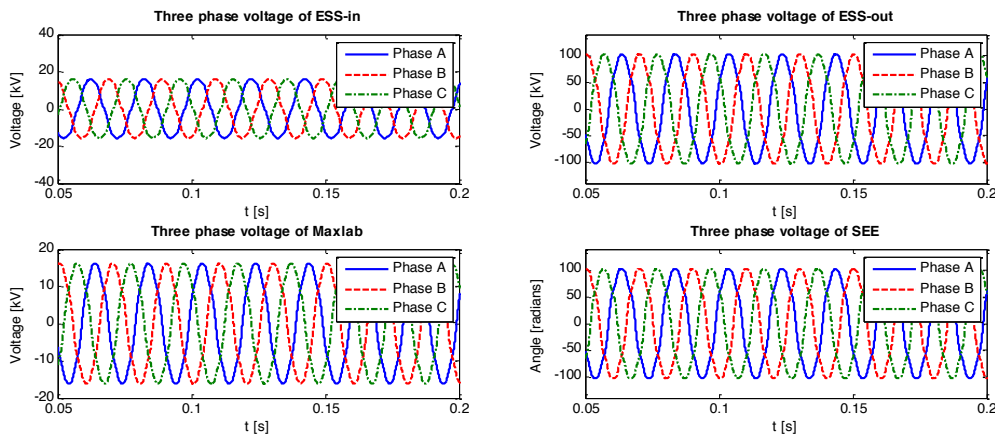 Three phase voltage of ESS-in
Voltage [kV]
40
20
0
-20
-40
0.05
0.1
0.15
0.2
t [s]
Phase A
Phase B
Phase C
Three phase voltage of ESS-out
Voltage [kV]
100
50
0
-50
-100
0.05
0.1
0.15
0.2
t [s]
Phase A
Phase B
Phase C
Three phase voltage of Maxlab
Voltage [kV]
20
10
0
-10
-20
0.05
0.1
0.15
0.2
t [s]
Phase A
Phase B
Phase C
Three phase voltage of SEE
Angle [radians]
100
50
0
-50
-100
0.05
0.1
0.15
0.2
t [s]
Phase A
Phase B
Phase C